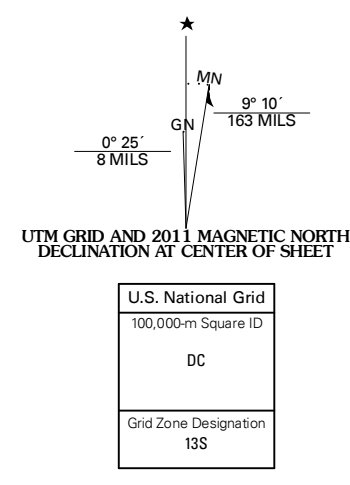 MN
GN
9° 10´
163 MILS
0° 25´
8 MILS
UTM GRID AND 2011 MAGNETIC NORTH
DECLINATION AT CENTER OF SHEET
U.S. National Grid
100,000-m Square ID
DC
Grid Zone Designation
13S